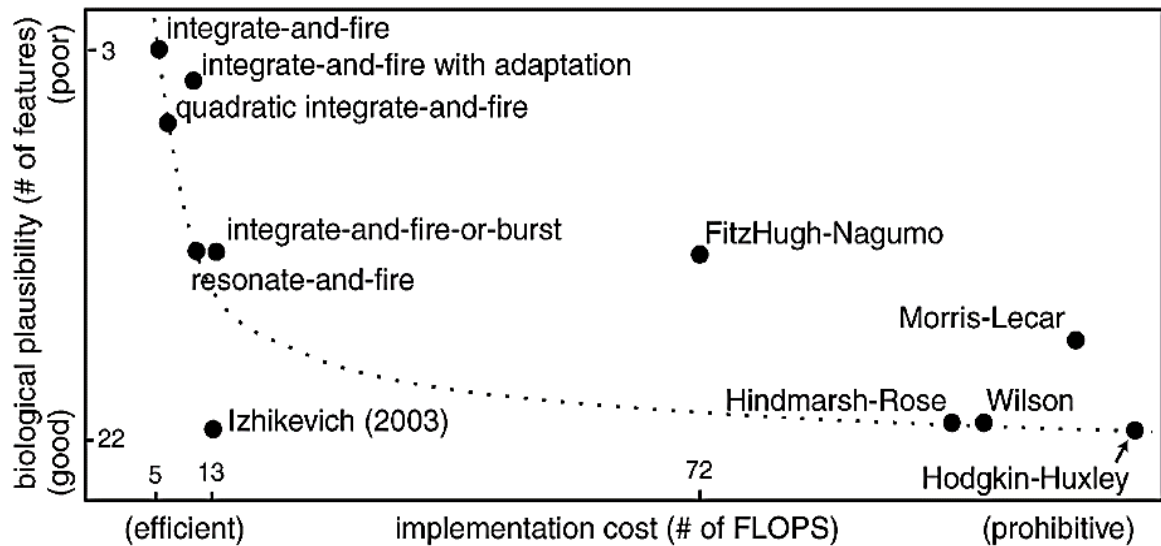 biological plausibility (# of features)
(poor)
(good)
3
22
integrate-and-fire
integrate-and-fire with adaptation
quadratic integrate-and-fire
integrate-and-fire-or-burst
resonate-and-fire
FitzHugh-Nagumo
Morris-Lecar
Hindmarsh-Rose
Wilson
Izhikevich (2003)
Hodgkin-Huxley
5
13
72
(efficient)
implementation cost (# of FLOPS)
(prohibitive)